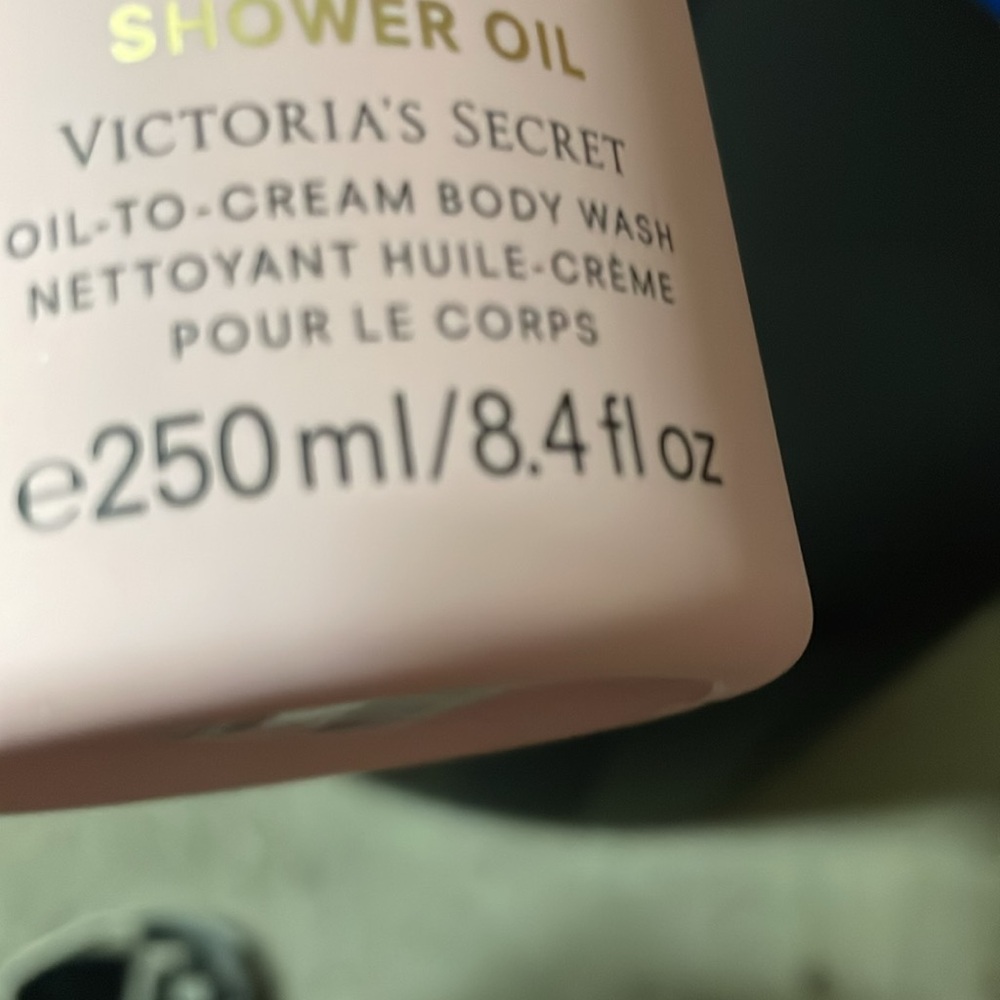 SHOWER OIL
VICTORIA'S SECRET
OIL-TO-CREAM BODY WASH
NETTOYANT HUILE-CRÈME
POUR LE CORPS
℮250 ml/8.4 fl oz